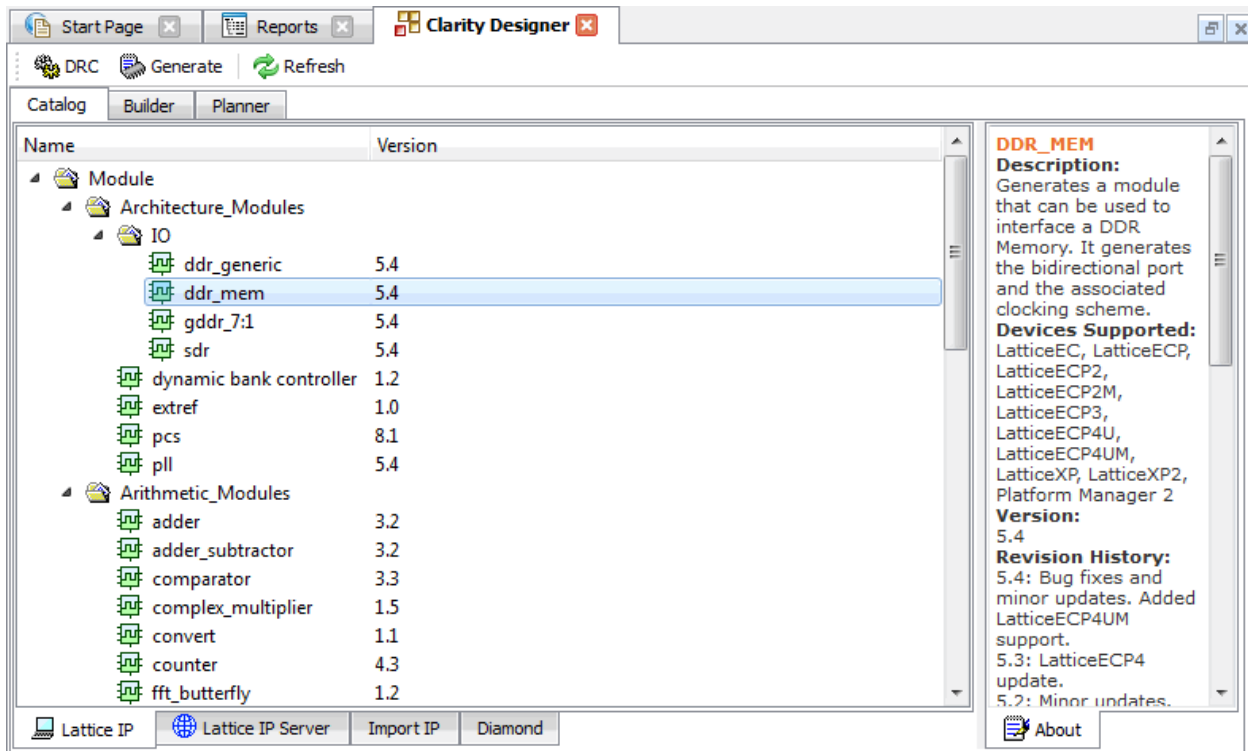 Start Page
Reports
Clarity Designer
DRC
Generate
Refresh
Catalog
Builder
Planner
Name Version
Module
Architecture_Modules
IO
ddr_generic 5.4
ddr_mem 5.4
gddr_7:1 5.4
sdr 5.4
dynamic bank controller 1.2
extref 1.0
pcs 8.1
pll 5.4
Arithmetic_Modules
adder 3.2
adder_subtractor 3.2
comparator 3.3
complex_multiplier 1.5
convert 1.1
counter 4.3
fft_butterfly 1.2
Lattice IP
Lattice IP Server
Import IP
Diamond
DDR_MEM
Description:
Generates a module
that can be used to
interface a DDR
Memory. It generates
the bidirectional port
and the associated
clocking scheme.
Devices Supported:
LatticeEC, LatticeECP,
LatticeECP2,
LatticeECP2M,
LatticeECP3,
LatticeECP4U,
LatticeECP4UM,
LatticeXP, LatticeXP2,
Platform Manager 2
Version:
5.4
Revision History:
5.4: Bug fixes and
minor updates. Added
LatticeECP4UM
support.
5.3: LatticeECP4
update.
5.2: Minor updates.
About